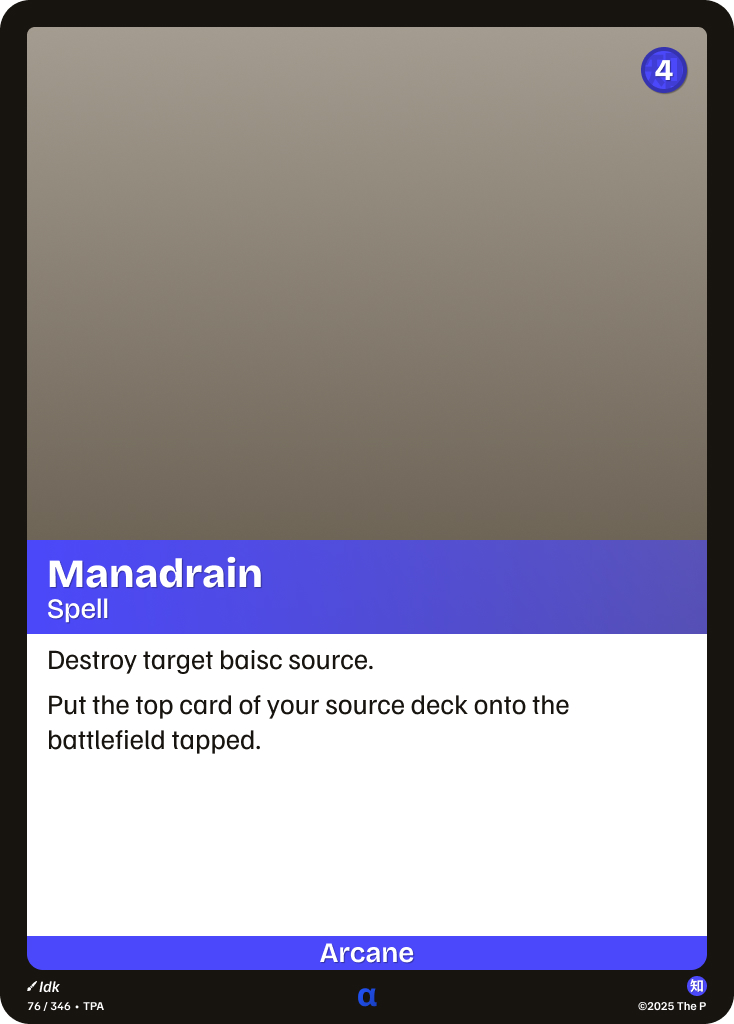 4
Manadrain
Spell
Destroy target baisc source.
Put the top card of your source deck onto the
battlefield tapped.
Arcane
Idk
知
76 / 346 • TPA
α
©2025 The P